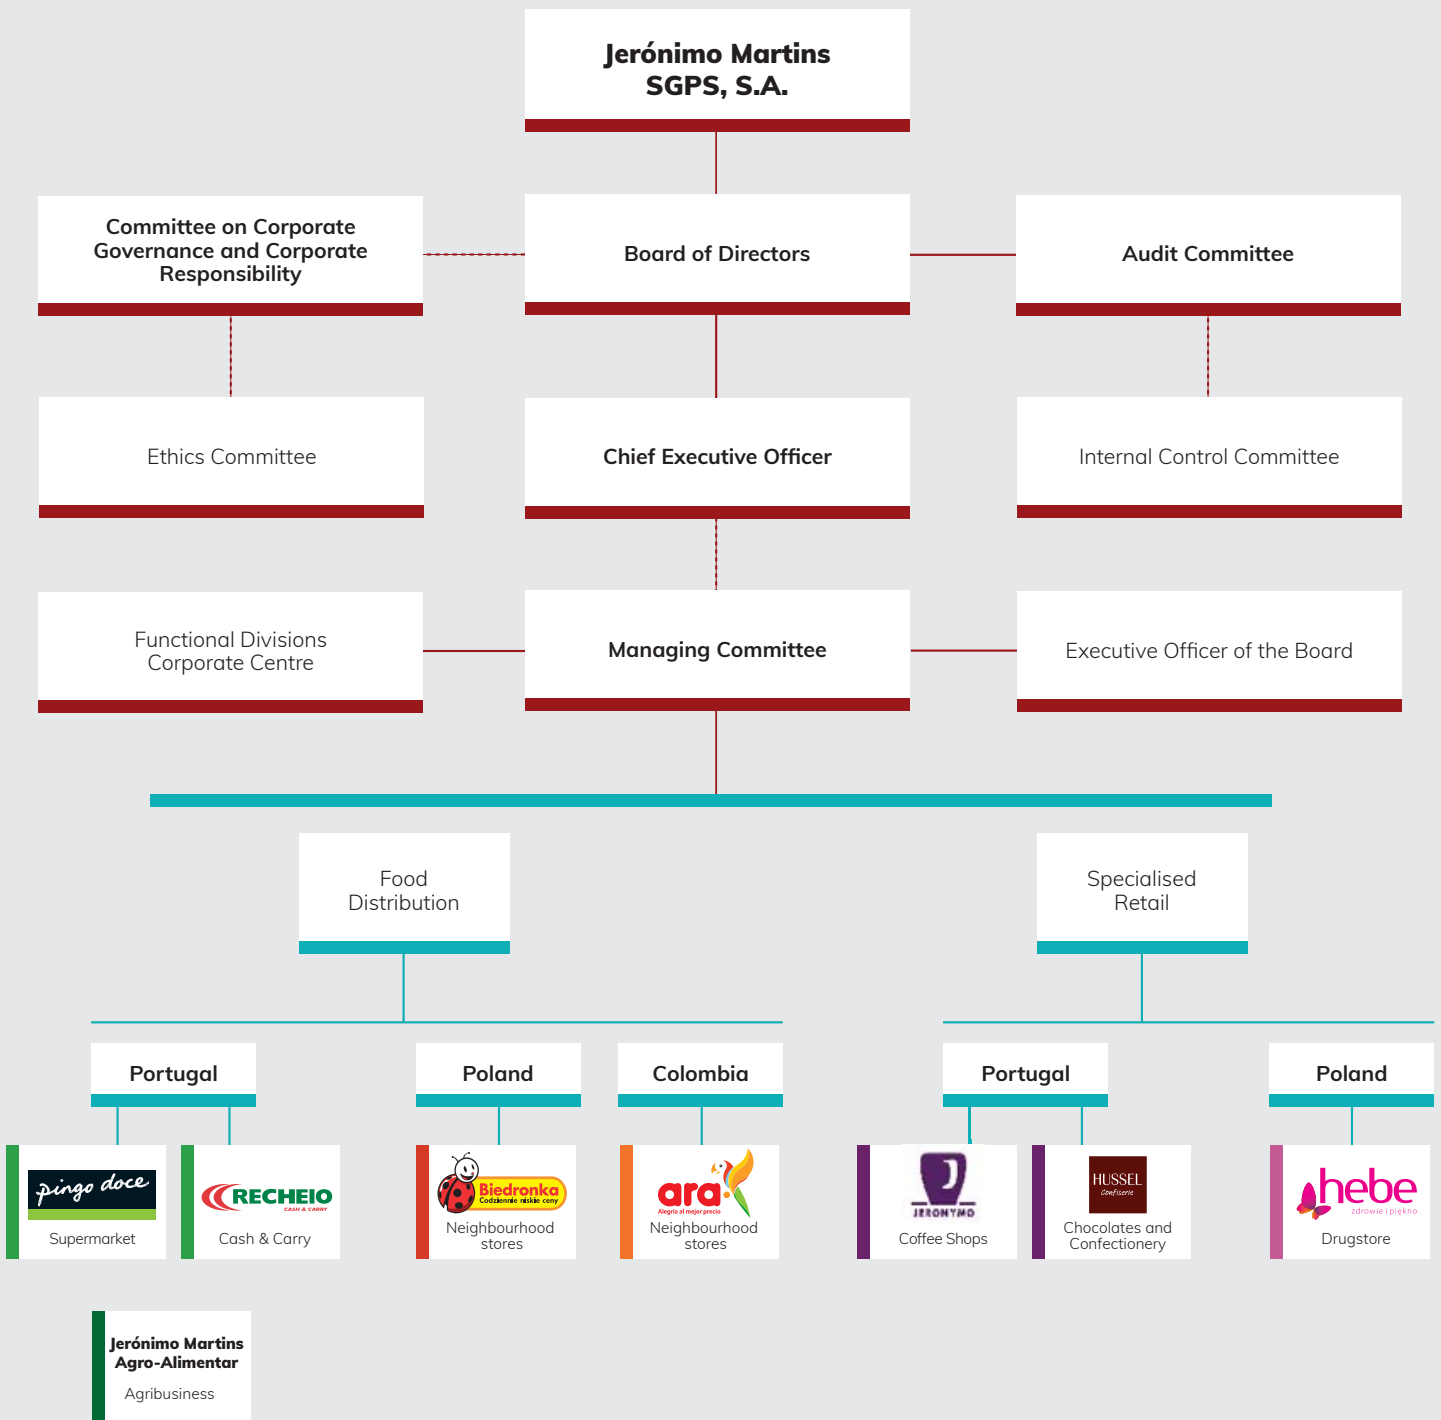 Jerónimo Martins
SGPS, S.A.
Committee on Corporate
Governance and Corporate
Responsibility
Board of Directors
Audit Committee
Ethics Committee
Chief Executive Officer
Internal Control Committee
Functional Divisions
Corporate Centre
Managing Committee
Executive Officer of the Board
Food
Distribution
Specialised
Retail
Portugal
Poland
Colombia
Portugal
Poland
pingo doce
Supermarket
RECHEIO
CASH & CARRY
Cash & Carry
Biedronka
Codziennie niskie ceny
Neighbourhood
stores
ara
Alegría al mejor precio
Neighbourhood
stores
J
JERONYMO
Coffee Shops
HUSSEL
Confiserie
Chocolates and
Confectionery
hebe
zdrowie i piękno
Drugstore
Jerónimo Martins
Agro-Alimentar
Agribusiness